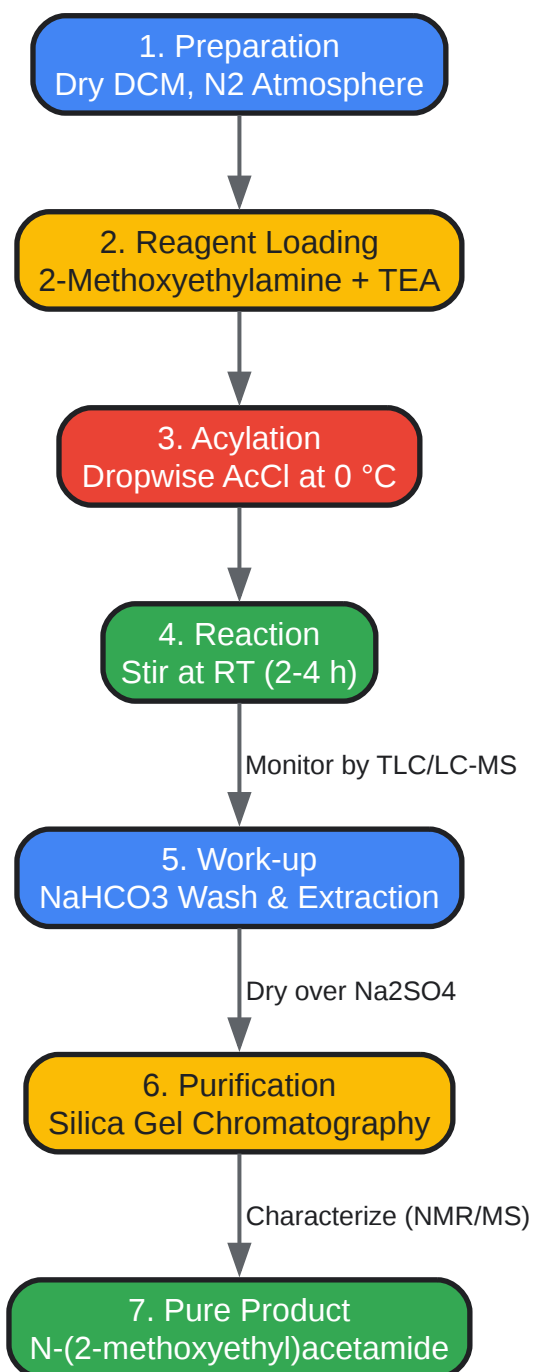 1. Preparation
Dry DCM, N2 Atmosphere
2. Reagent Loading
2-Methoxyethylamine + TEA
3. Acylation
Dropwise AcCl at 0 °C
4. Reaction
Stir at RT (2-4 h)
Monitor by TLC/LC-MS
5. Work-up
NaHCO3 Wash & Extraction
Dry over Na2SO4
6. Purification
Silica Gel Chromatography
Characterize (NMR/MS)
7. Pure Product
N-(2-methoxyethyl)acetamide